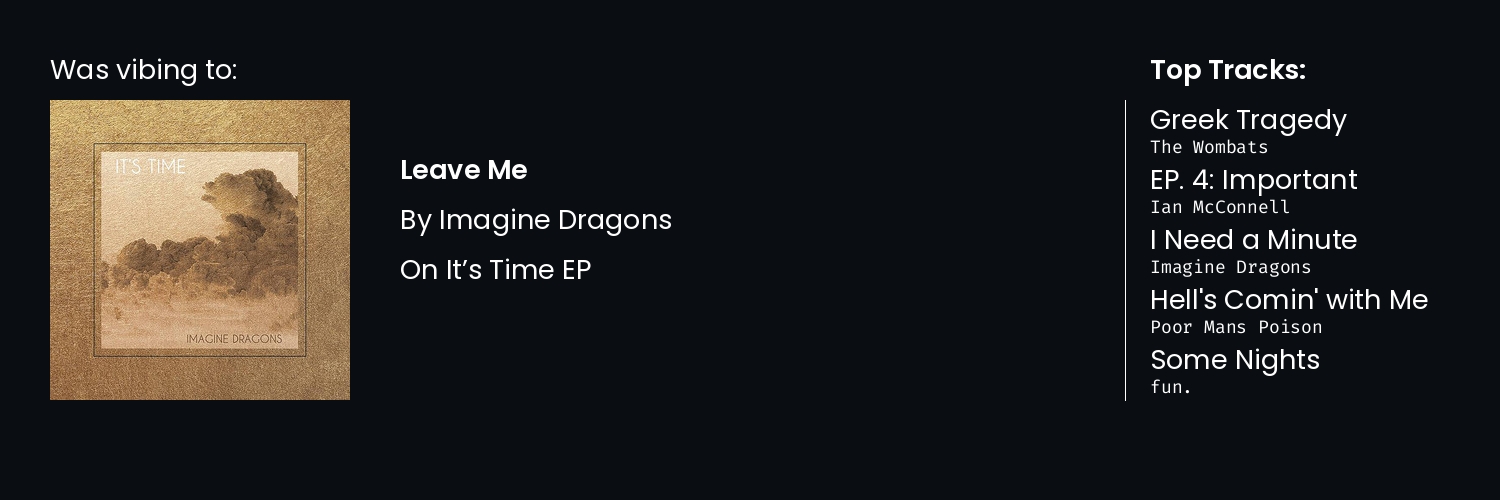 Was vibing to:
IT'S TIME
IMAGINE DRAGONS
Leave Me
By Imagine Dragons
On It’s Time EP
Top Tracks:
Greek Tragedy
The Wombats
EP. 4: Important
Ian McConnell
I Need a Minute
Imagine Dragons
Hell's Comin' with Me
Poor Mans Poison
Some Nights
fun.